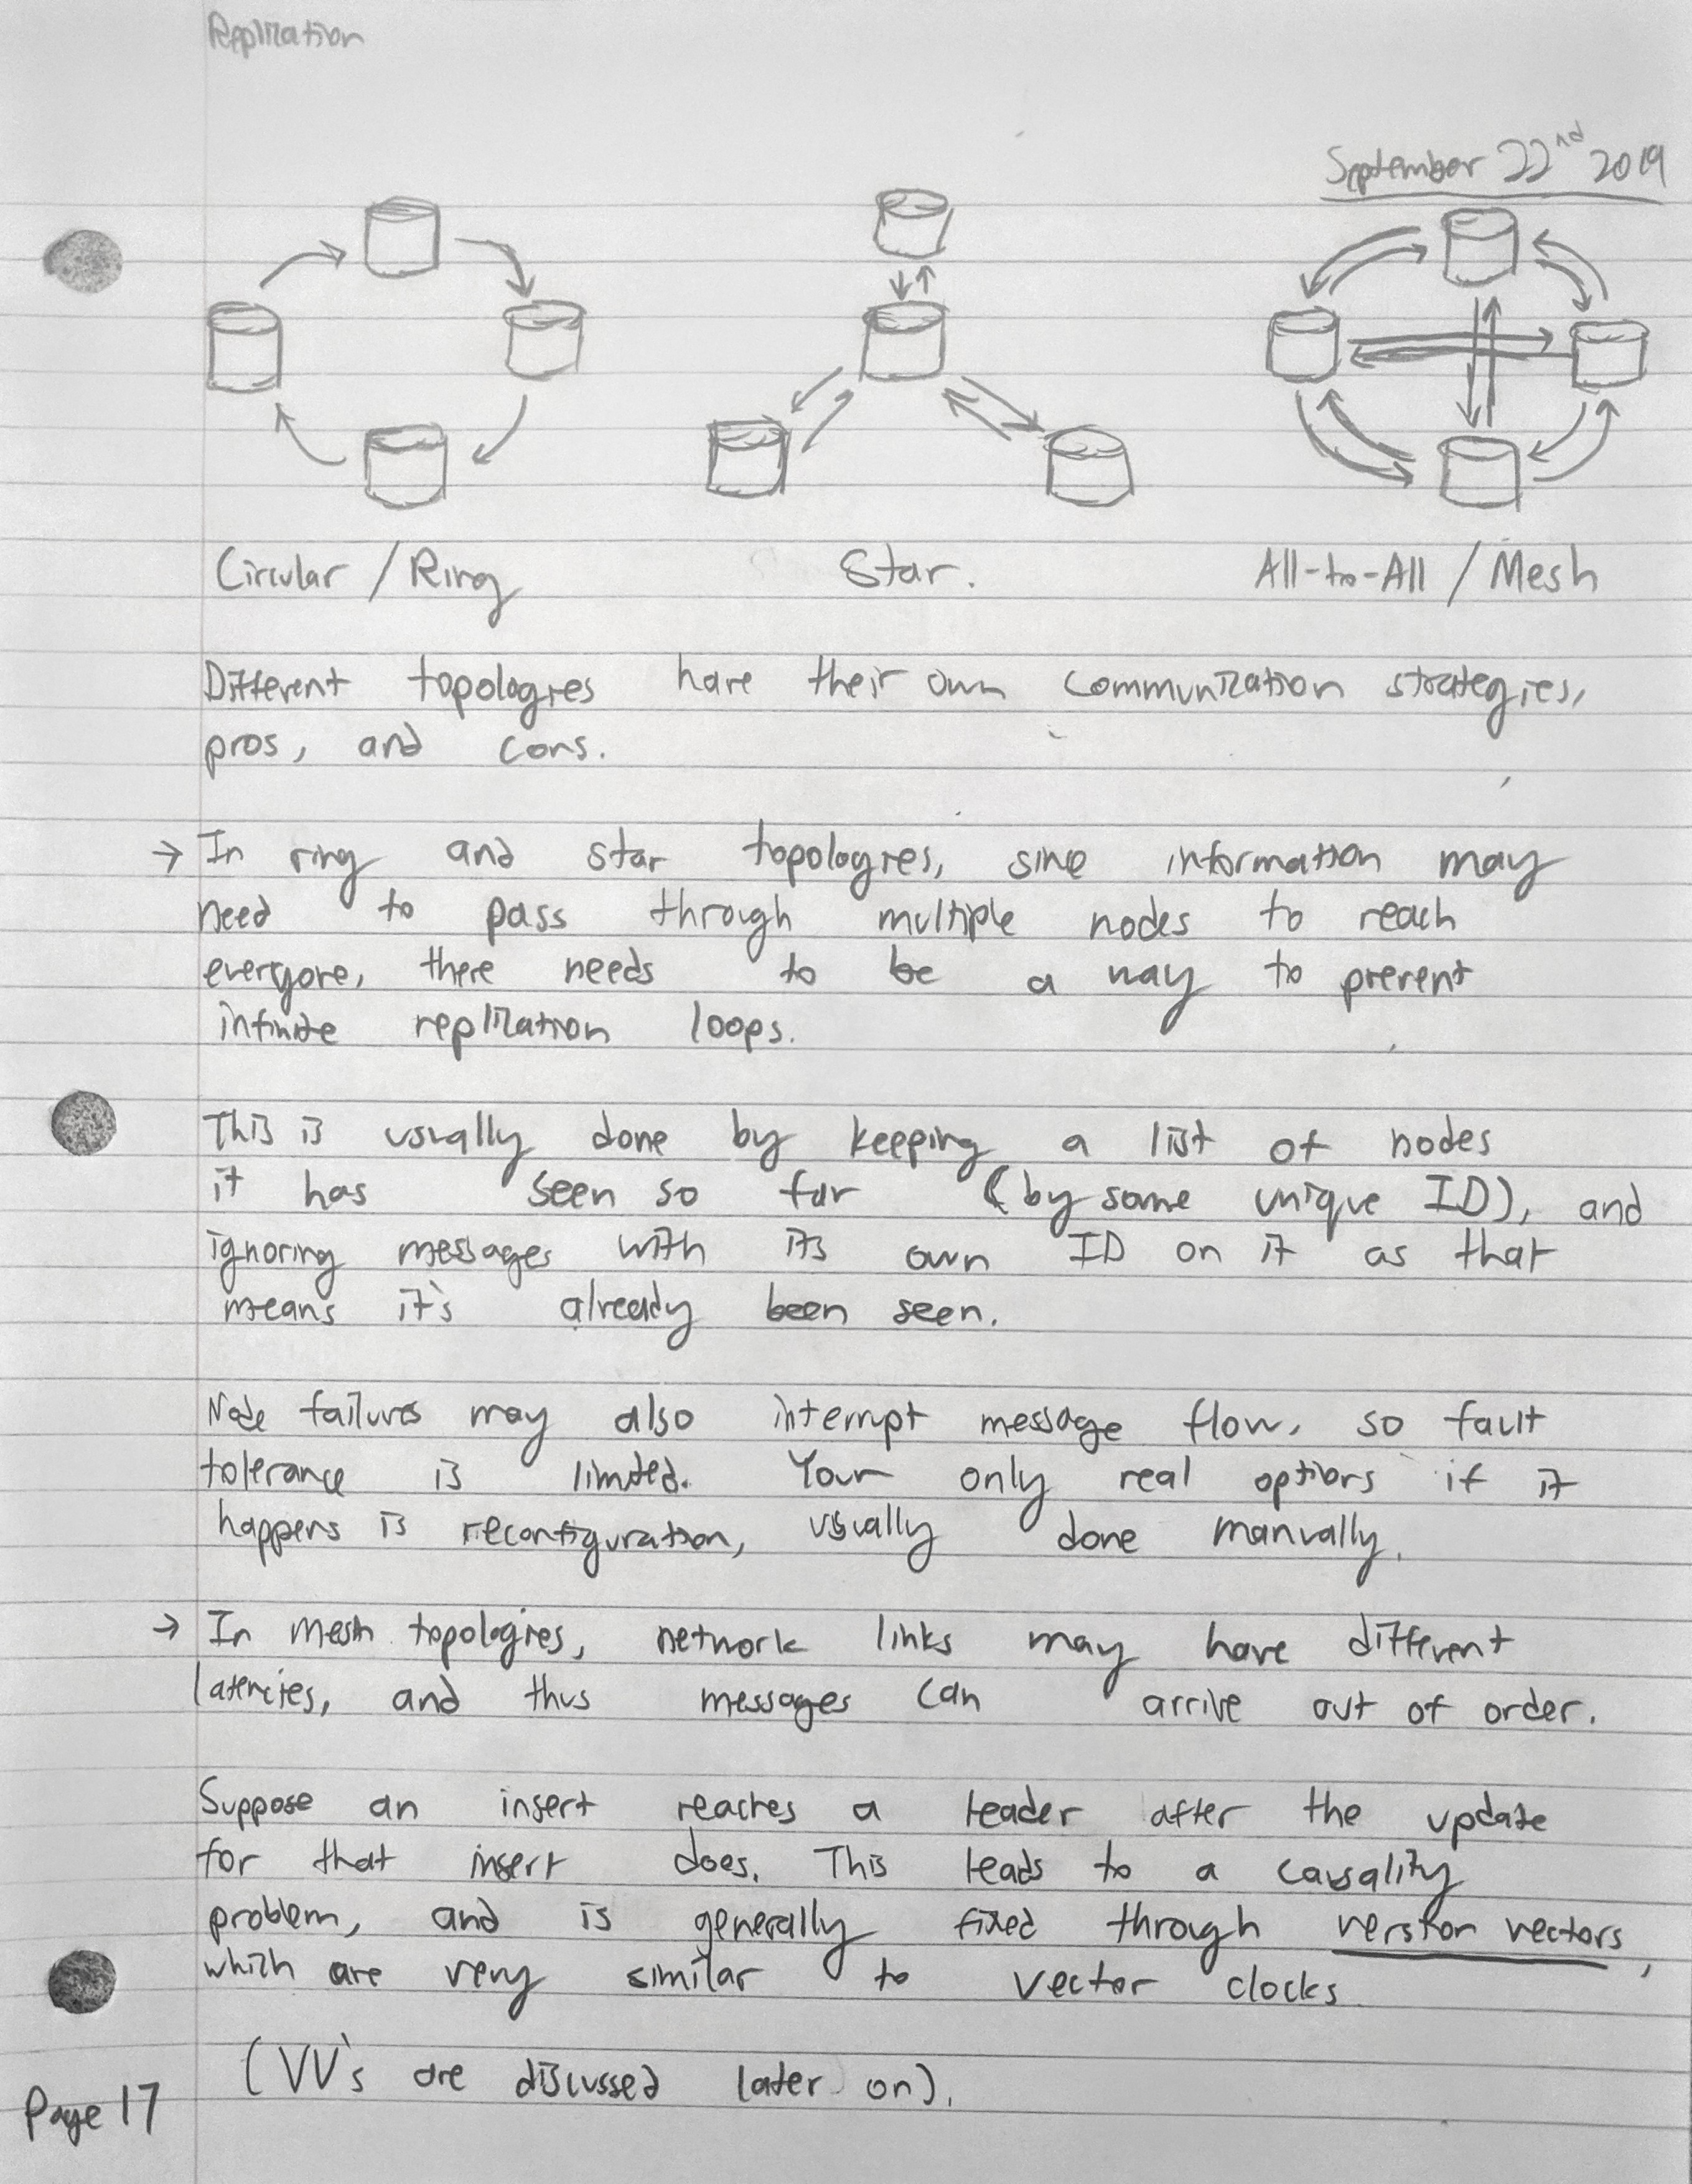 Replication
September 22nd 2019
Circular / Ring
Star.
All-to-All / Mesh
Different topologies have their own communication strategies,
pros, and cons.
→ In ring and star topologies, since information may
need to pass through multiple nodes to reach
everyone, there needs to be a way to prevent
infinite replication loops.
This is usually done by keeping a list of nodes
it has seen so far (by some unique ID), and
ignoring messages with its own ID on it as that
means it's already been seen.
Node failures may also interrupt message flow, so fault
tolerance is limited. Your only real options if it
happens is reconfiguration, usually done manually.
→ In mesh topologies, network links may have different
latencies, and thus messages can arrive out of order.
Suppose an insert reaches a leader after the update
for that insert does. This leads to a causality
problem, and is generally fixed through version vectors,
which are very similar to vector clocks
(VV's are discussed later on).
Page 17